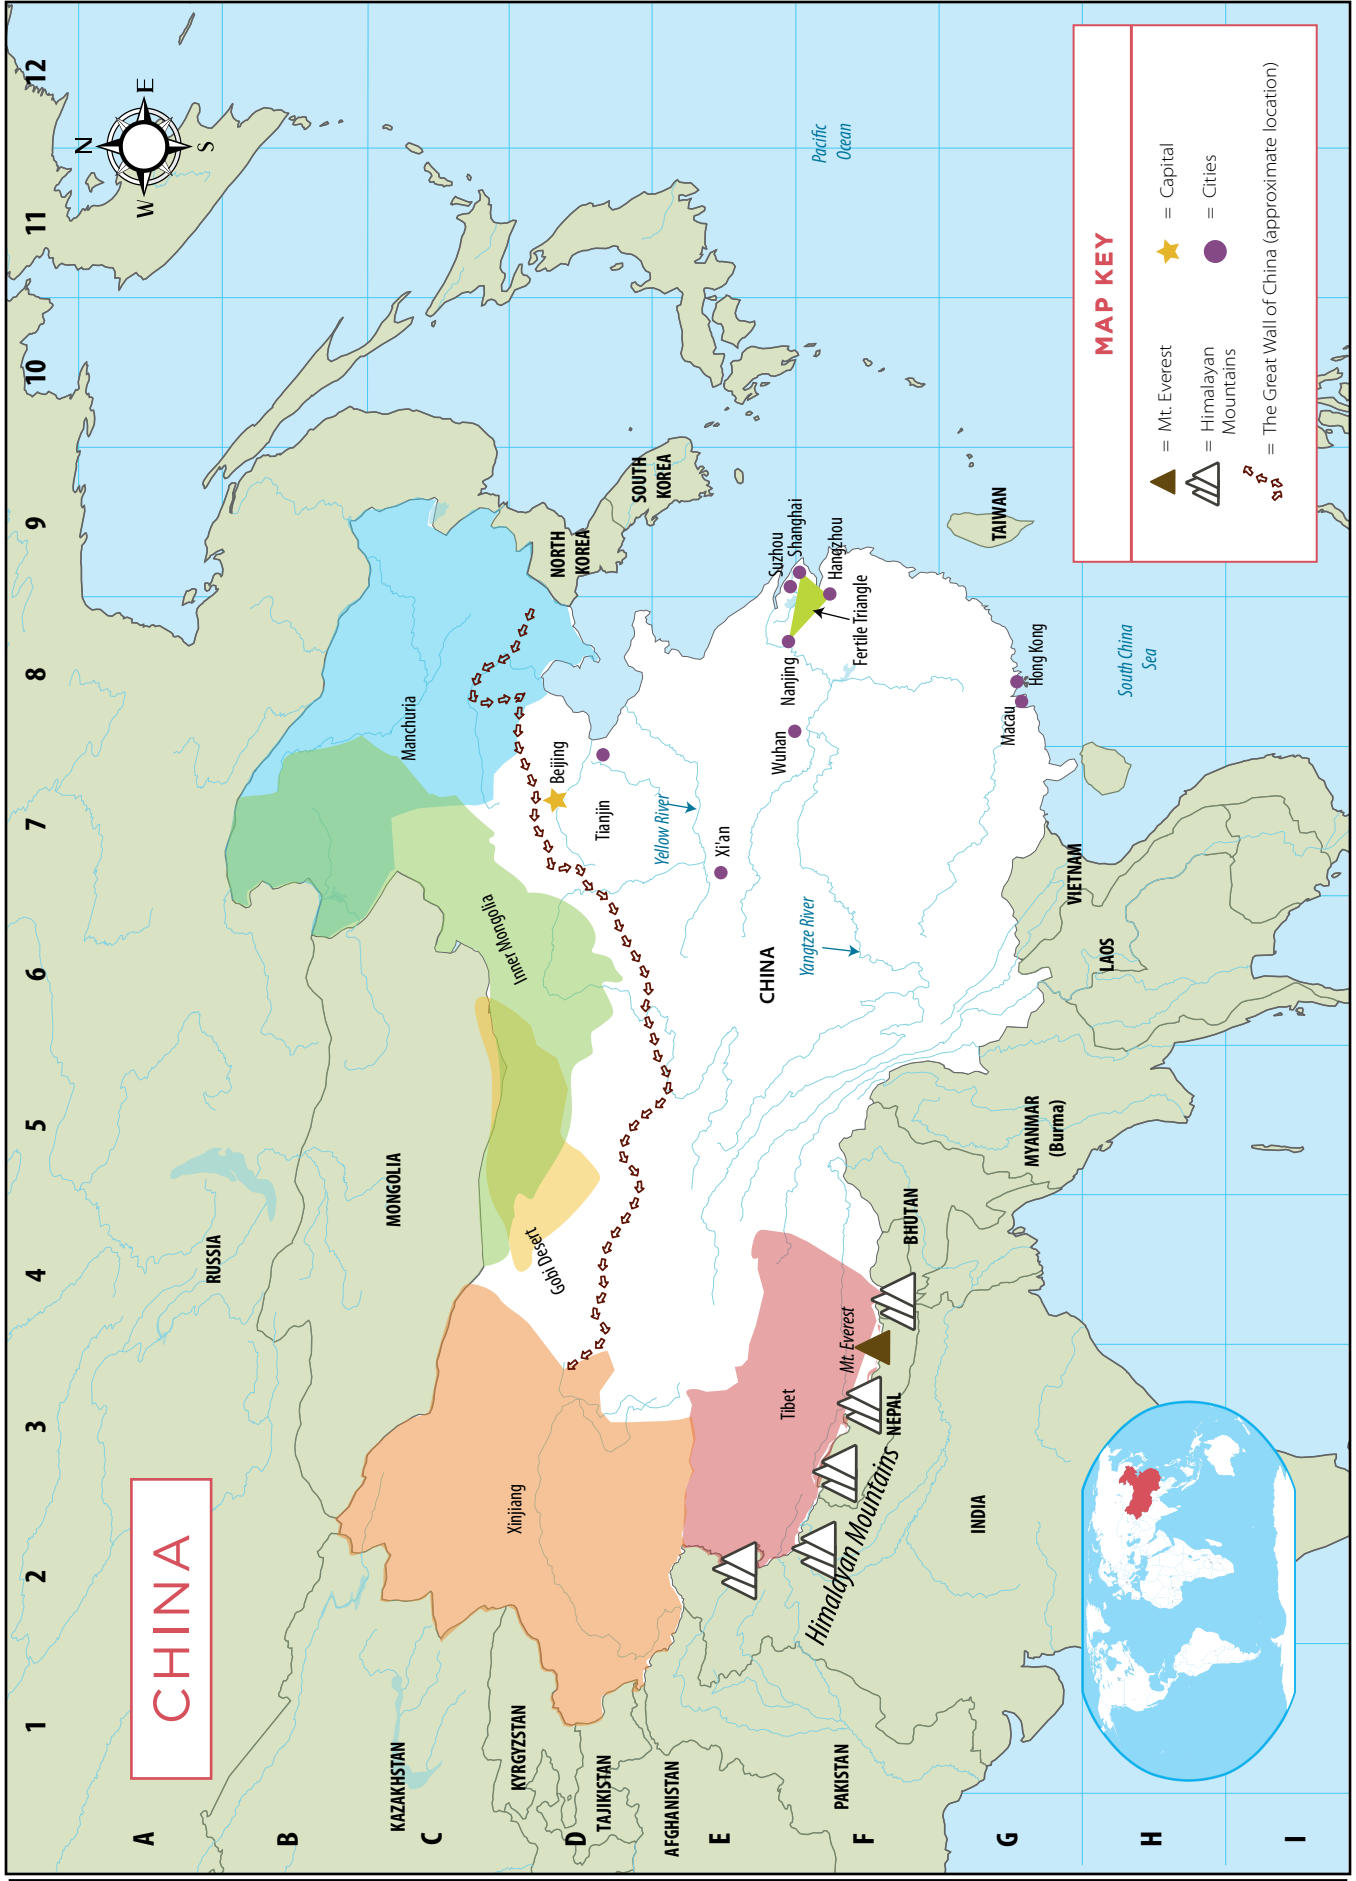 CHINA
1
2
3
4
5
6
7
8
9
10
11
12
A
B
C
D
E
F
G
H
I
N
E
S
W
RUSSIA
MONGOLIA
KAZAKHSTAN
KYRGYZSTAN
TAJIKISTAN
AFGHANISTAN
PAKISTAN
INDIA
NEPAL
BHUTAN
MYANMAR
(Burma)
LAOS
VIETNAM
TAIWAN
NORTH
KOREA
SOUTH
KOREA
CHINA
Manchuria
Inner Mongolia
Gobi Desert
Xinjiang
Tibet
Mt. Everest
Himalayan Mountains
Beijing
Tianjin
Yellow River
Xi'an
Yangtze River
Wuhan
Nanjing
Suzhou
Shanghai
Hangzhou
Fertile Triangle
Macau
Hong Kong
South China
Sea
Pacific
Ocean
MAP KEY
= Mt. Everest
= Capital
= Himalayan
Mountains
= Cities
= The Great Wall of China (approximate location)